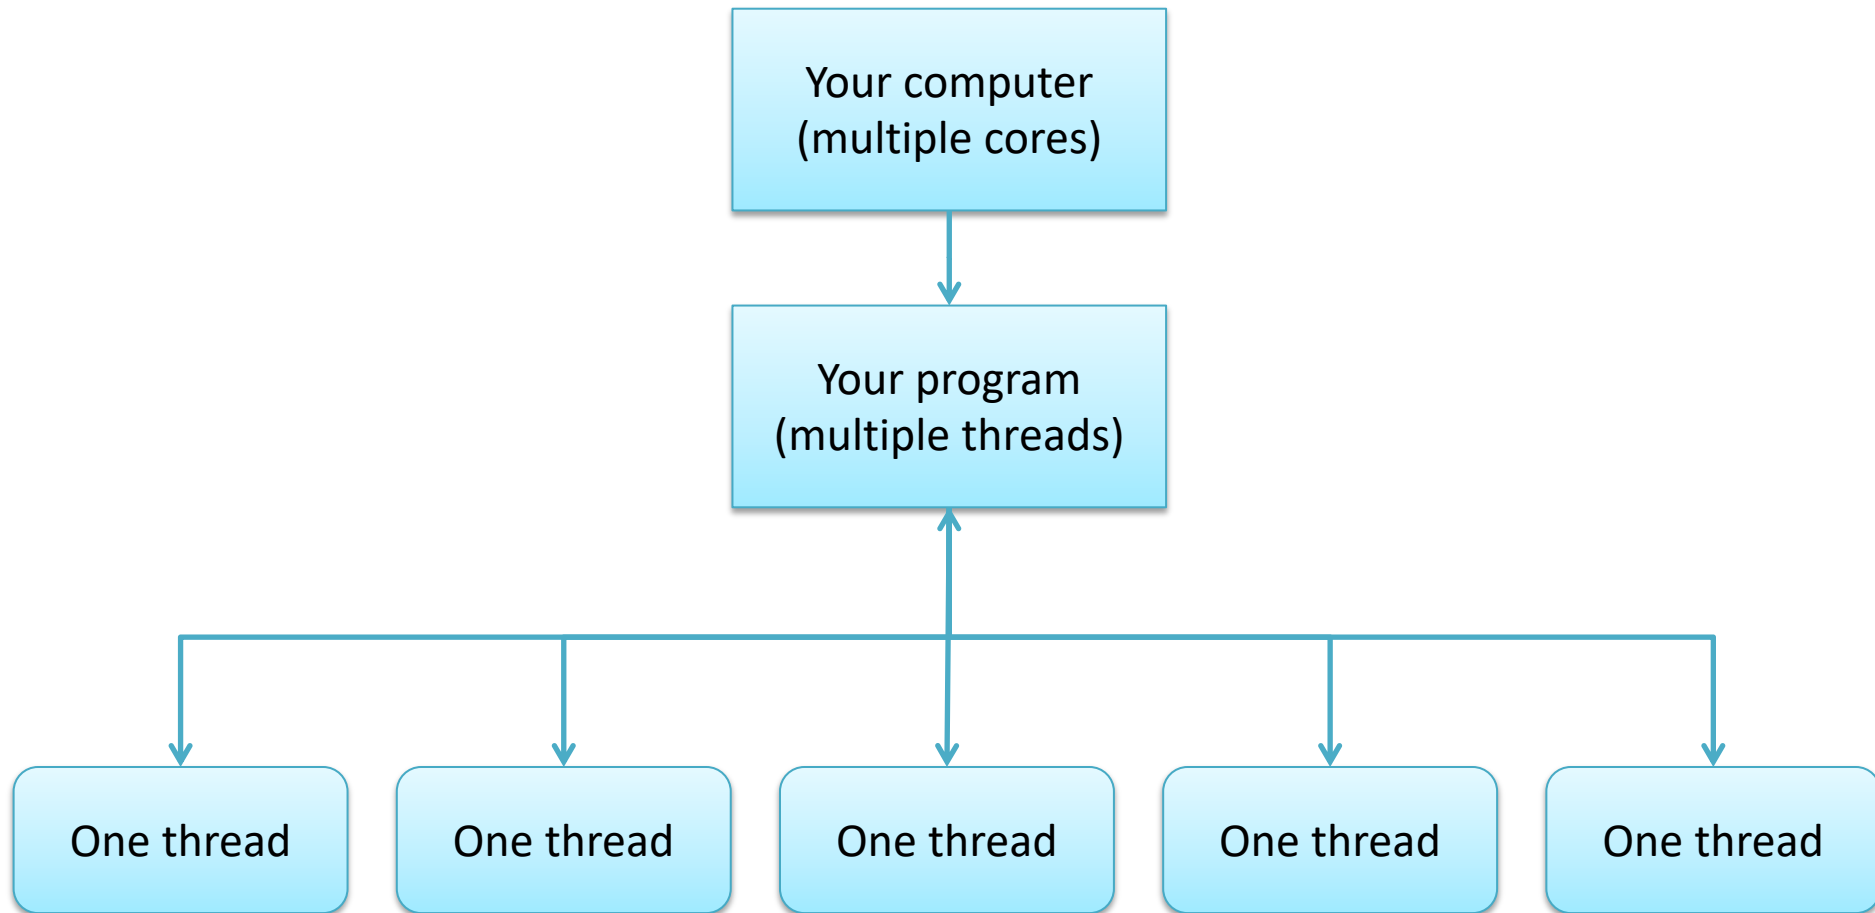 Your computer
(multiple cores)
Your program
(multiple threads)
One thread
One thread
One thread
One thread
One thread